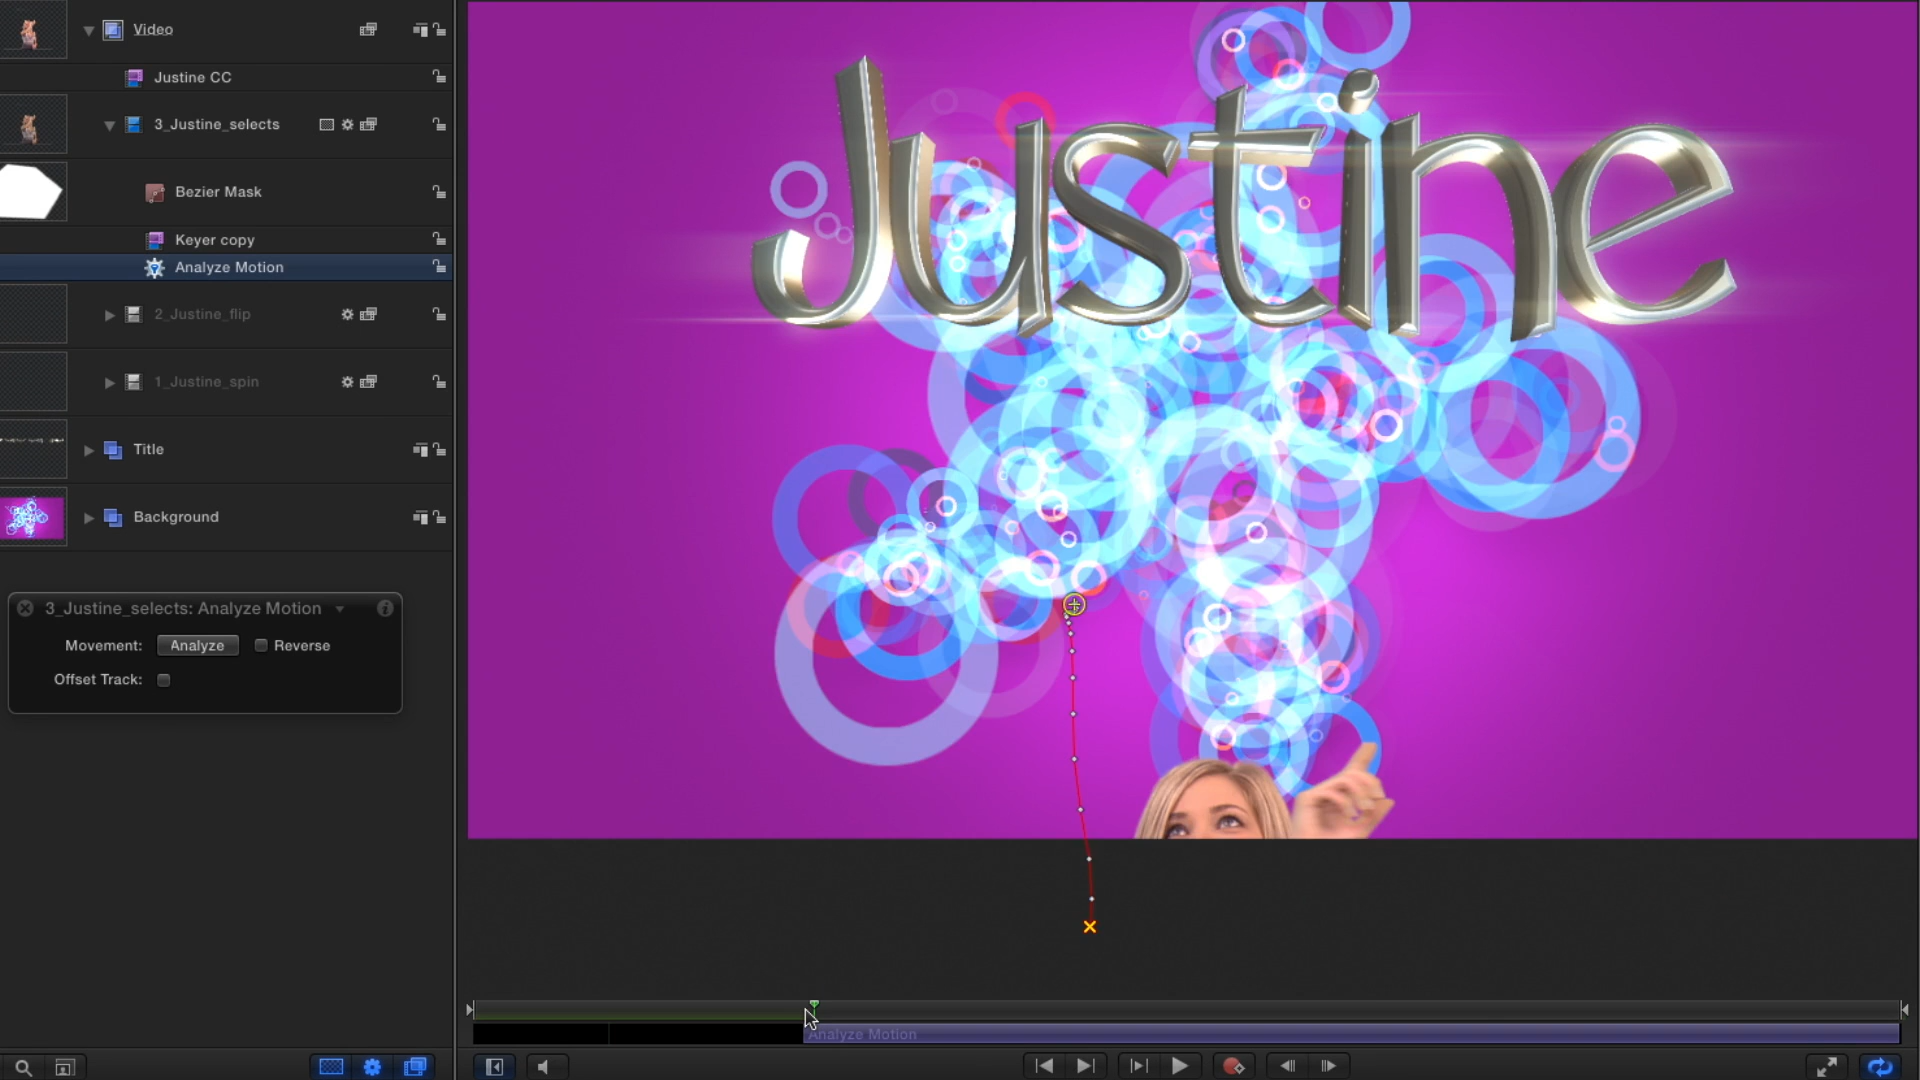 Video
Justine CC
3_Justine_selects
Bezier Mask
Keyer copy
Analyze Motion
2_Justine_flip
1_Justine_spin
Title
Background
3_Justine_selects: Analyze Motion
Movement: Analyze Reverse
Offset Track:
Justine
Analyze Motion